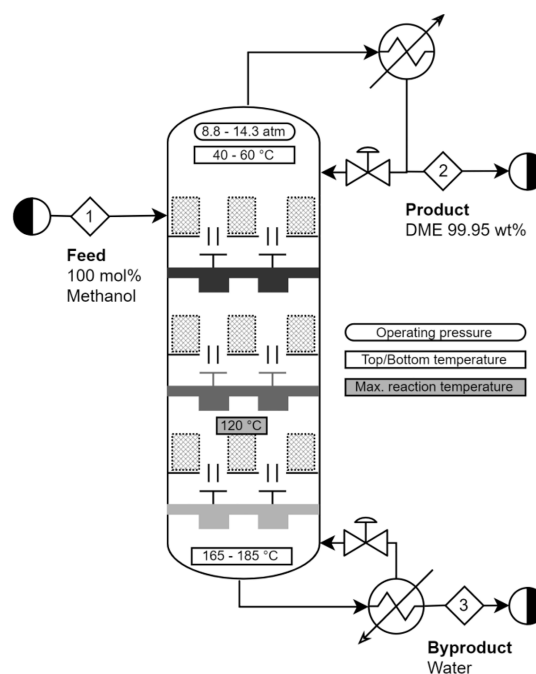 8.8 - 14.3 atm
40 - 60 °C
1
2
Feed
100 mol%
Methanol
Product
DME 99.95 wt%
Operating pressure
Top/Bottom temperature
Max. reaction temperature
120 °C
165 - 185 °C
3
Byproduct
Water